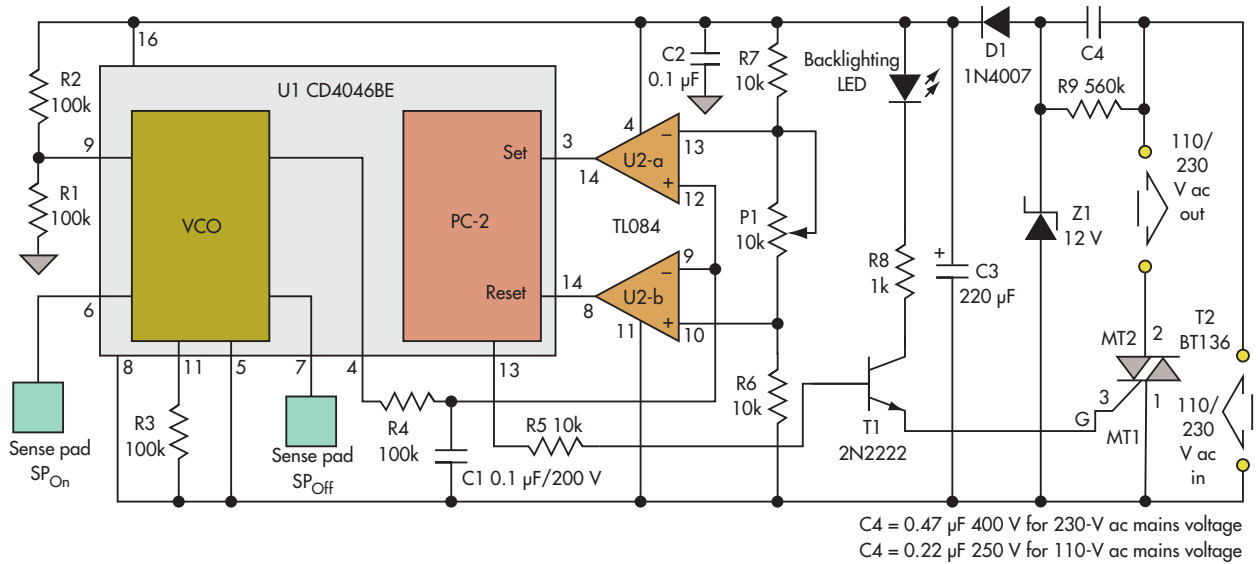 16
R2
100k
9
R1
100k
6
Sense pad
SPOn
8
U1 CD4046BE
VCO
PC-2
Set
Reset
11
5
7
4
13
R3
100k
Sense pad
SPOff
R4
100k
C1 0.1 µF/200 V
R5 10k
3
14
4
U2-a
−
+
13
12
TL084
14
8
11
U2-b
−
+
9
10
C2
0.1 µF
R7
10k
P1
10k
R6
10k
Backlighting
LED
R8
1k
T1
2N2222
+
C3
220 µF
D1
1N4007
C4
R9 560k
Z1
12 V
110/
230
V ac
out
T2
BT136
MT2
2
3
G
MT1
1
110/
230
V ac
in
C4 = 0.47 µF 400 V for 230-V ac mains voltage
C4 = 0.22 µF 250 V for 110-V ac mains voltage